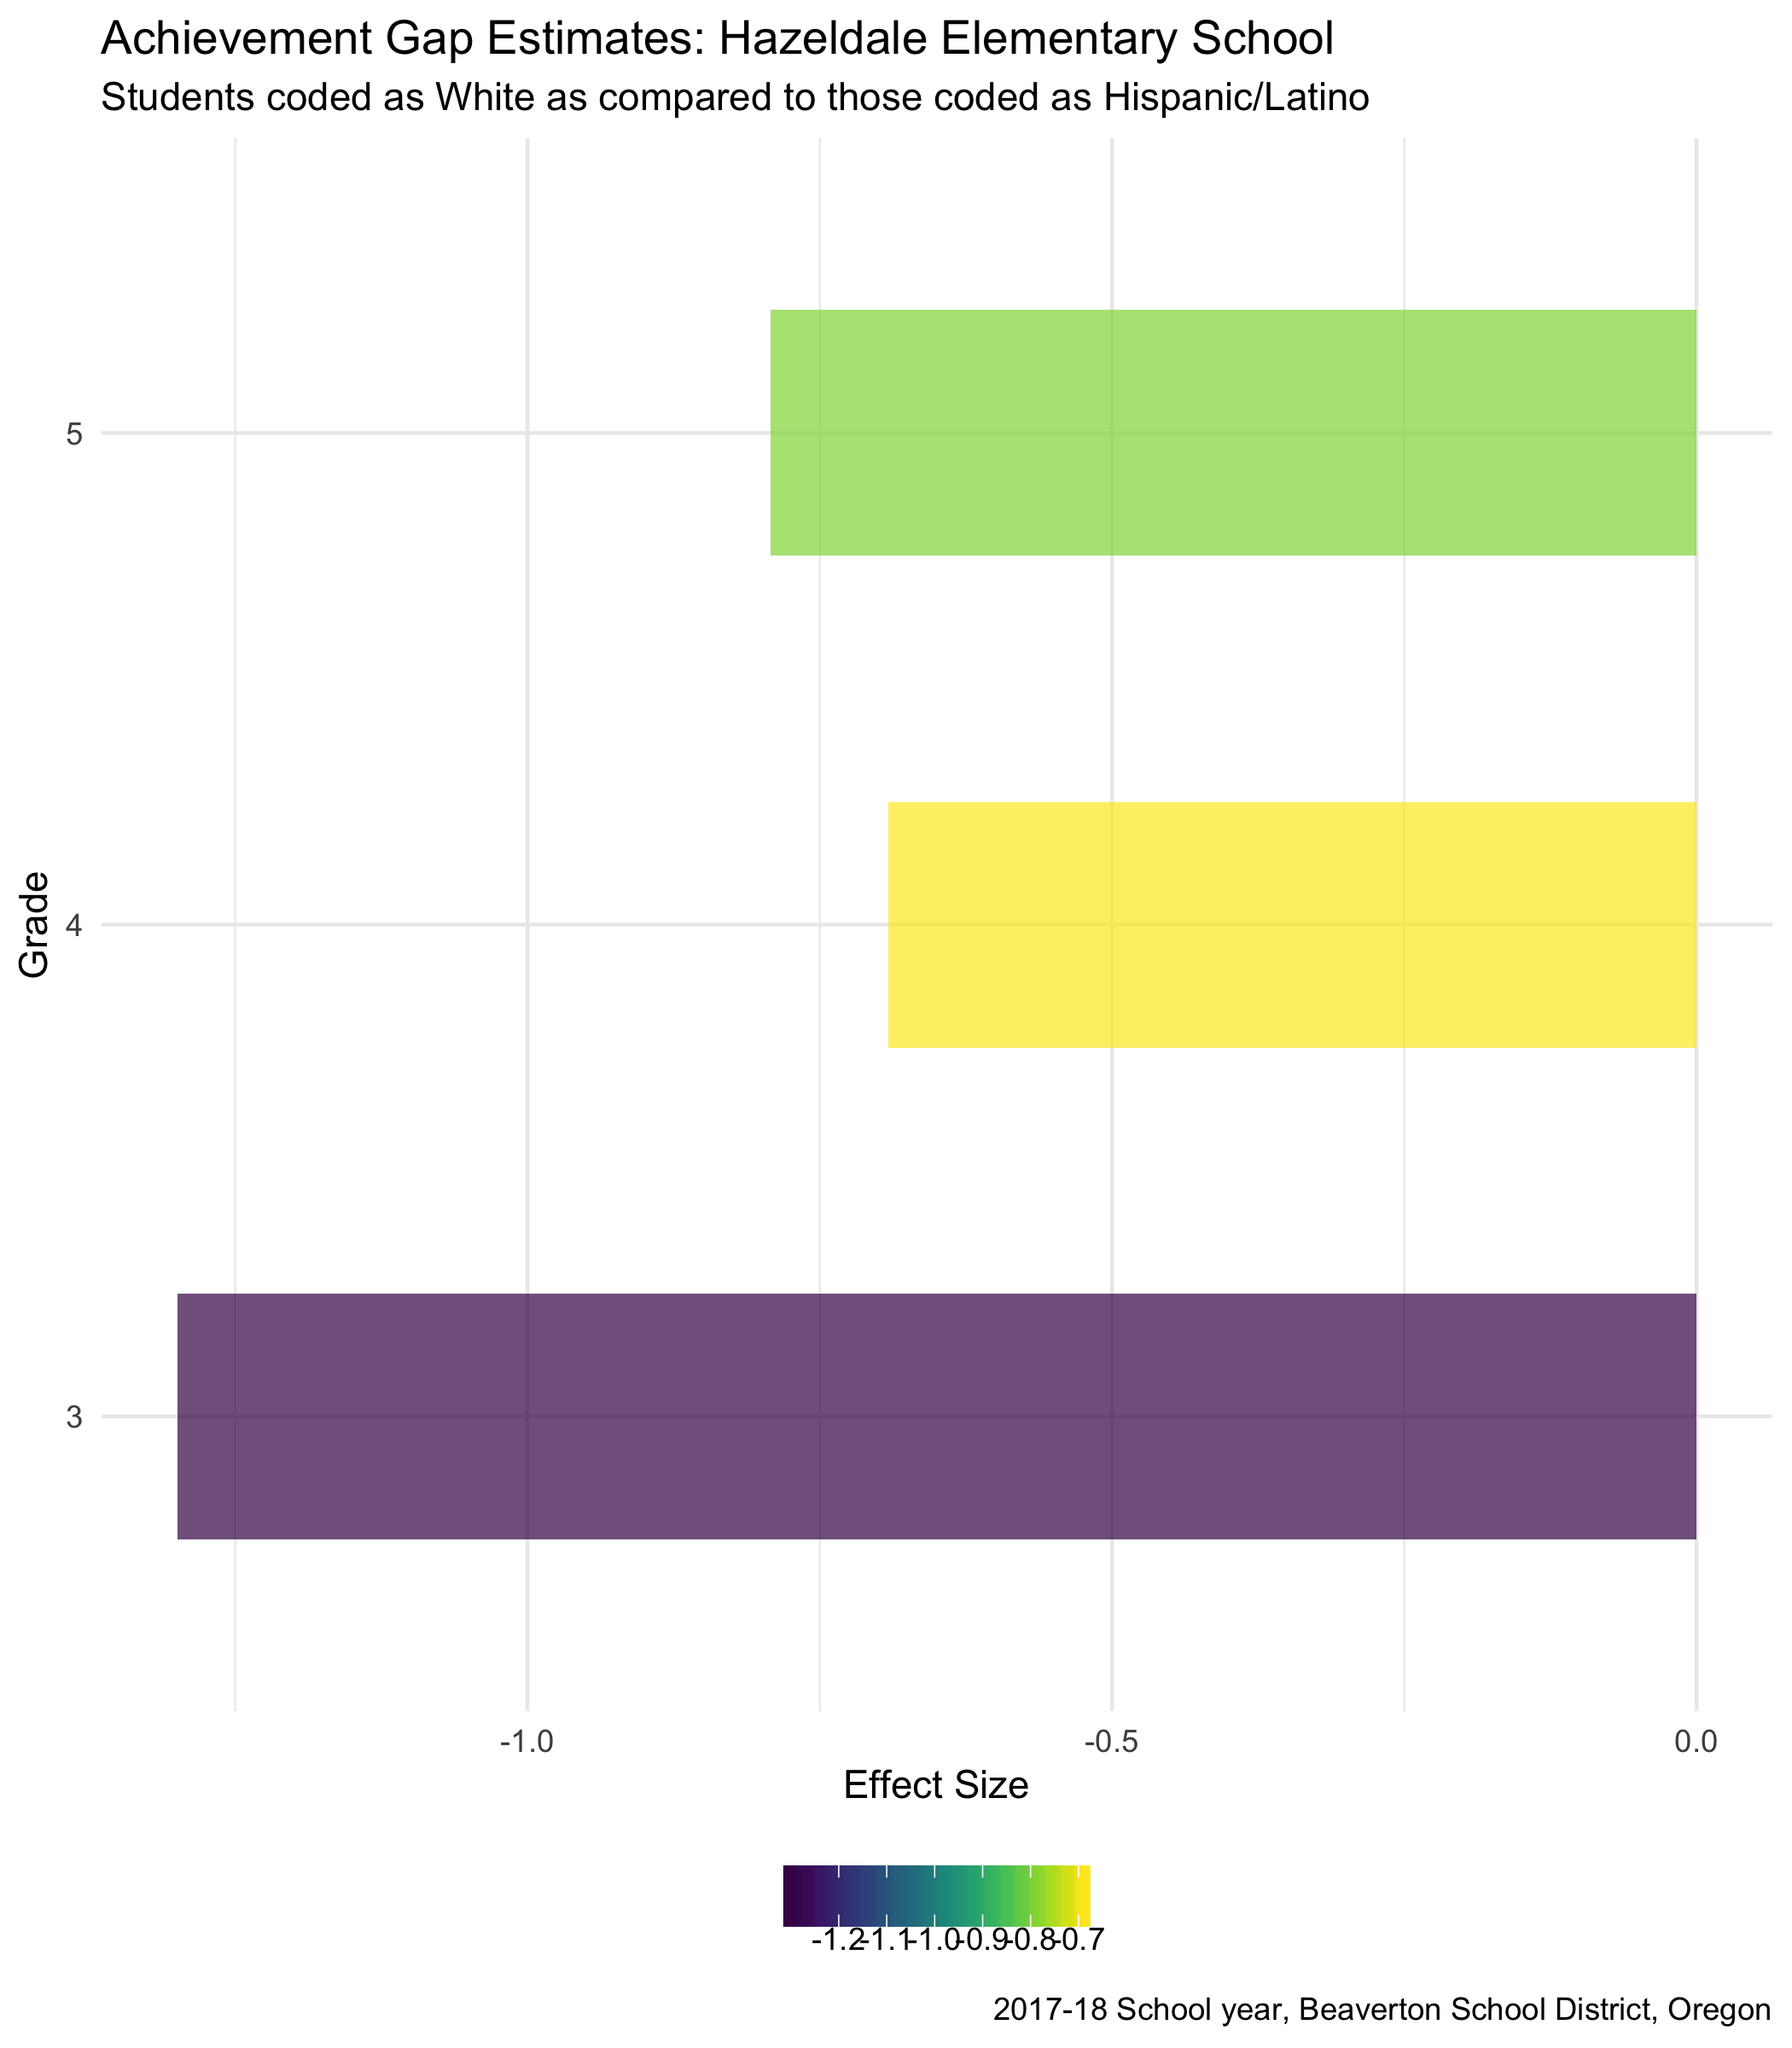 Achievement Gap Estimates: Hazeldale Elementary School
Students coded as White as compared to those coded as Hispanic/Latino
5
4
3
Grade
-1.0 -0.5 0.0
Effect Size
-1.2 -1.1 -1.0 -0.9 -0.8 -0.7
2017-18 School year, Beaverton School District, Oregon